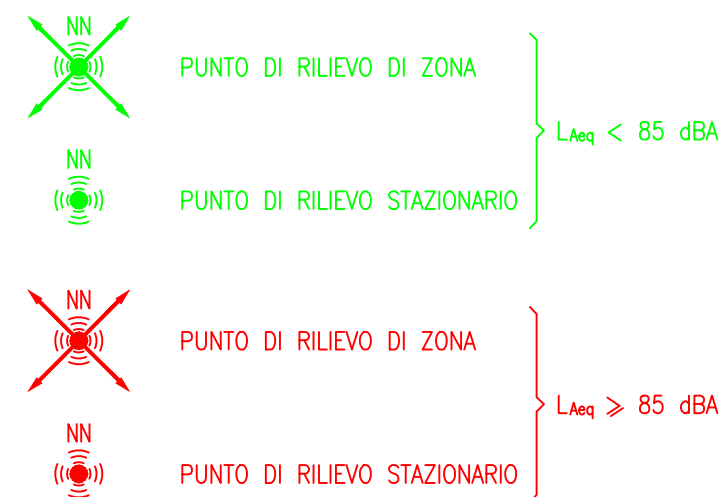 NN
PUNTO DI RILIEVO DI ZONA
LAeq < 85 dBA
NN
PUNTO DI RILIEVO STAZIONARIO
NN
PUNTO DI RILIEVO DI ZONA
LAeq ⩾ 85 dBA
NN
PUNTO DI RILIEVO STAZIONARIO